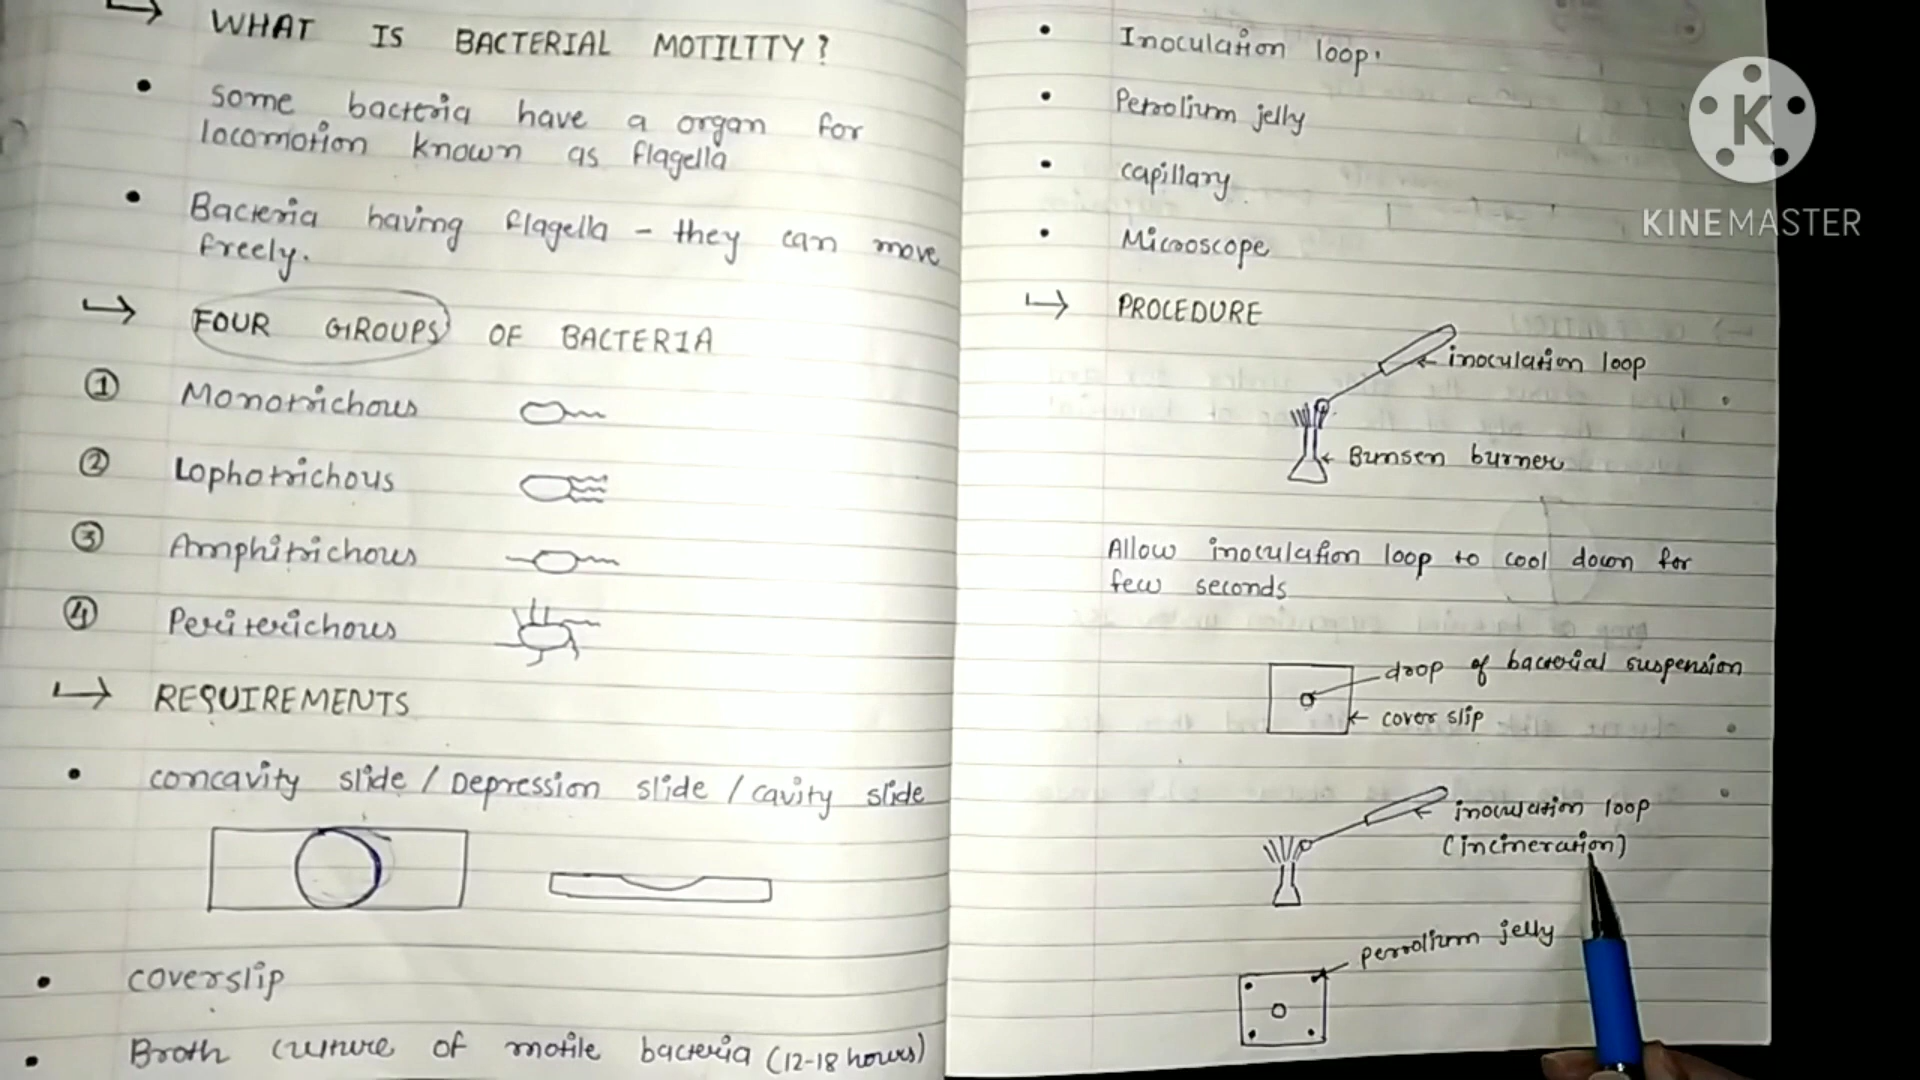 ↳ WHAT IS BACTERIAL MOTILITY?
• some bacteria have a organ for
locomotion known as flagella
• Bacteria having flagella - they can move
freely.
↳ FOUR GROUPS OF BACTERIA
① Monotrichous
② Lophotrichous
③ Amphitrichous
④ Periterichous
↳ REQUIREMENTS
• concavity slide / Depression slide / cavity slide
• coverslip
• Broth culture of motile bacteria (12-18 hours)
• Inoculation loop.
• Petrolium jelly
• capillary.
• Microscope
↳ PROCEDURE
inoculation loop
Bunsen burner
Allow inoculation loop to cool down for
few seconds
drop of bacterial suspension
cover slip
inoculation loop
(incineration)
petrolium jelly
K
KINEMASTER